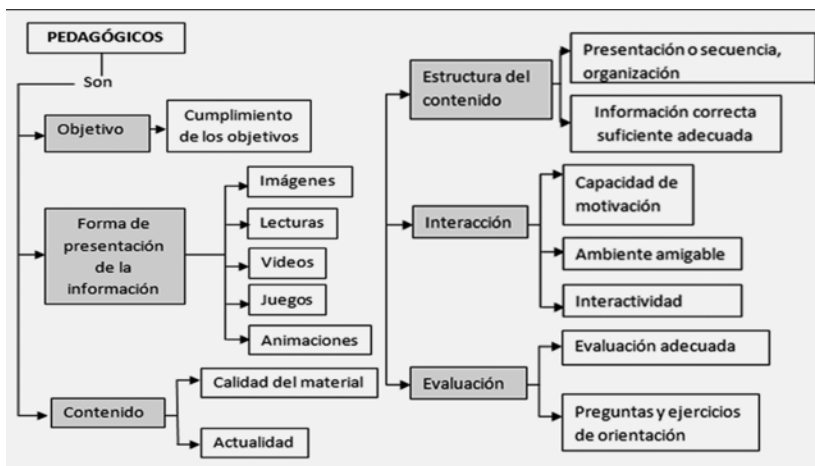 PEDAGÓGICOS
Son
Objetivo
Cumplimiento
de los objetivos
Forma de
presentación
de la
información
Imágenes
Lecturas
Videos
Juegos
Animaciones
Contenido
Calidad del material
Actualidad
Estructura del
contenido
Presentación o secuencia,
organización
Información correcta
suficiente adecuada
Interacción
Capacidad de
motivación
Ambiente amigable
Interactividad
Evaluación
Evaluación adecuada
Preguntas y ejercicios
de orientación